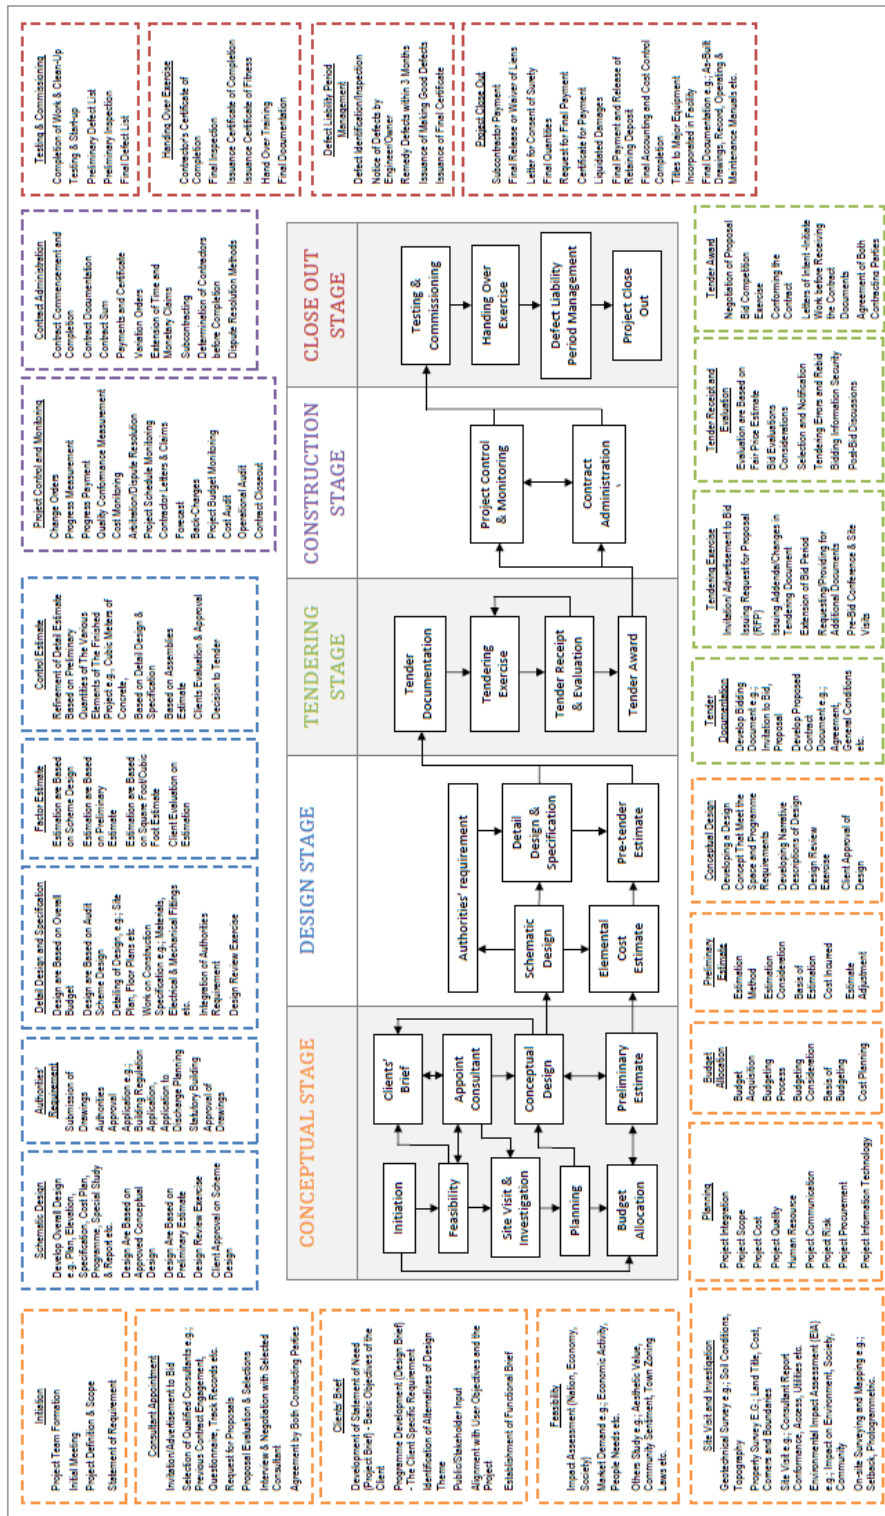 Initiation
Project Team Formation
Initial Meeting
Project Definition & Scope
Statement of Requirement
Consultant Appointment
Invitation/Advertisement to Bid
Selection of Qualified Consultants e.g.;
Previous Contract Engagement,
Questionnaire, Track Records etc.
Request for Proposals
Proposal Evaluation & Selections
Interview & Negotiation with Selected
Consultant
Agreement by Both Contracting Parties
Clients' Brief
Development of Statement of Need
(Project Brief) - Basic Objectives of the
Client
Programme Development (Design Brief)
- The Client Specific Requirement
Identification of Alternatives of Design
Theme
Public/Stakeholder Input
Alignment with User Objectives and the
Project
Establishment of Functional Brief
Feasibility
Impact Assessment (Nation, Economy,
Society)
Market Demand e.g.; Economic Activity,
People Needs etc.
Others Study e.g.; Aesthetic Value,
Community Sentiment, Town Zoning
Laws etc.
Site Visit and Investigation
Geotechnical Survey e.g.; Soil Conditions,
Topography
Property Survey E.G.; Land Title, Cost,
Corners and Boundaries
Site Visit e.g.; Consultant Report
Conformance, Access, Utilities etc.
Environmental Impact Assessment (EIA)
e.g.; Impact on Environment, Society,
Community
On-site Surveying and Mapping e.g.;
Setback, Photogrammetric.
Schematic Design
Develop Overall Design
e.g. Plan, Elevation,
Specification, Cost Plan,
Programme, Special Study
& Report etc.
Design Are Based on
Approved Conceptual
Design
Design Are Based on
Preliminary Estimate
Design Review Exercise
Client Approval on Scheme
Design
Authorities'
Requirement
Submission of
Drawings
Authorities
Approval
Application e.g.;
Building Regulation
Application,
Application to
Discharge Planning
Statutory Building
Approval of
Drawings
Detail Design and Specification
Design are Based on Overall
Budget
Design are Based on Audit
Scheme Design
Detailing of Design, e.g.; Site
Plan, Floor Plans etc
Work on Construction
Specification e.g.; Materials,
Electrical & Mechanical Fittings
etc.
Integration of Authorities
Requirement
Design Review Exercise
Factor Estimate
Estimation are Based
on Scheme Design
Estimation are Based
on Preliminary
Estimate
Estimation are Based
on Square Foot/Cubic
Foot Estimate
Client Evaluation on
Estimation
Control Estimate
Refinement of Detail Estimate
Based on Preliminary
Quantities of The Various
Elements of The Finished
Project e.g., Cubic Meters of
Concrete,
Based on Detail Design &
Specification
Based on Assemblies
Estimate
Clients Evaluation & Approval
Decision to Tender
Project Control and Monitoring
Change Orders
Progress Measurement
Progress Payment
Quality Conformance Measurement
Cost Monitoring
Arbitration/Dispute Resolution
Project Schedule Monitoring
Contractor Letters & Claims
Forecast
Back-Charges
Project Budget Monitoring
Cost Audit
Operational Audit
Contract Closeout
Contract Administration
Contract Commencement and
Completion
Contract Documentation
Contract Sum
Payments and Certificate
Variation Orders
Extension of Time and
Monetary Claims
Subcontracting
Determination of Contractors
before Completion
Dispute Resolution Methods
Testing & Commissioning
Completion of Work & Clean-Up
Testing & Start-up
Preliminary Defect List
Preliminary Inspection
Final Defect List
Handing Over Exercise
Contractor's Certificate of
Completion
Final Inspection
Issuance Certificate of Completion
Issuance Certificate of Fitness
Hand Over Training
Final Documentation
Defect Liability Period
Management
Defect Identification/Inspection
Notice of Defects by
Engineer/Owner
Remedy Defects within 3 Months
Issuance of Making Good Defects
Issuance of Final Certificate
Project Close Out
Subcontractor Payment
Final Release or Waiver of Liens
Letter for Consent of Surety
Final Quantities
Request for Final Payment
Certificate for Payment
Liquidated Damages
Final Payment and Release of
Retaining Deposit
Final Accounting and Cost Control
Completion
Titles to Major Equipment
Incorporated in Facility
Final Documentation e.g.; As-Built
Drawings, Record, Operating &
Maintenance Manuals etc.
CONCEPTUAL STAGE
Initiation
Feasibility
Site Visit &
Investigation
Planning
Budget
Allocation
Clients'
Brief
Appoint
Consultant
Conceptual
Design
Preliminary
Estimate
DESIGN STAGE
Authorities' requirement
Schematic
Design
Elemental
Cost
Estimate
Detail
Design &
Specification
Pre-tender
Estimate
TENDERING
STAGE
Tender
Documentation
Tendering
Exercise
Tender Receipt
& Evaluation
Tender Award
CONSTRUCTION
STAGE
Project Control
& Monitoring
Contract
Administration
CLOSE OUT
STAGE
Testing &
Commissioning
Handing Over
Exercise
Defect Liability
Period Management
Project Close
Out
Planning
Project Integration
Project Scope
Project Cost
Project Quality
Human Resource
Project Communication
Project Risk
Project Procurement
Project Information Technology
Budget
Allocation
Budget
Acquisition
Budgeting
Process
Budgeting
Consideration
Basis of
Budgeting
Cost Planning
Preliminary
Estimate
Estimation
Method
Estimation
Consideration
Basis of
Estimation
Cost Incurred
Estimate
Adjustment
Conceptual Design
Developing a Design
Concept That Meet the
Space and Programme
Requirements
Developing Narrative
Descriptions of Design
Design Review
Exercise
Client Approval of
Design
Tender
Documentation
Develop Bidding
Document e.g.;
Invitation to Bid,
Proposal
Develop Proposed
Contract
Document e.g.;
Agreement,
General Conditions
etc.
Tendering Exercise
Invitation/ Advertisement to Bid
Issuing Request for Proposal
(RFP)
Issuing Addenda/Changes in
Tendering Document
Extension of Bid Period
Requesting/Providing for
Additional Documents
Pre-Bid Conference & Site
Visits
Tender Receipt and
Evaluation
Evaluation are Based on
Fair Price Estimate
Bid Evaluations
Considerations
Selection and Notification
Tendering Errors and Rebid
Bidding Information Security
Post-Bid Discussions
Tender Award
Negotiation of Proposal
Bid Competition
Exercise
Conforming the
Contract
Letters of Intent -Initiate
Work before Receiving
the Contract
Documents
Agreement of Both
Contracting Parties